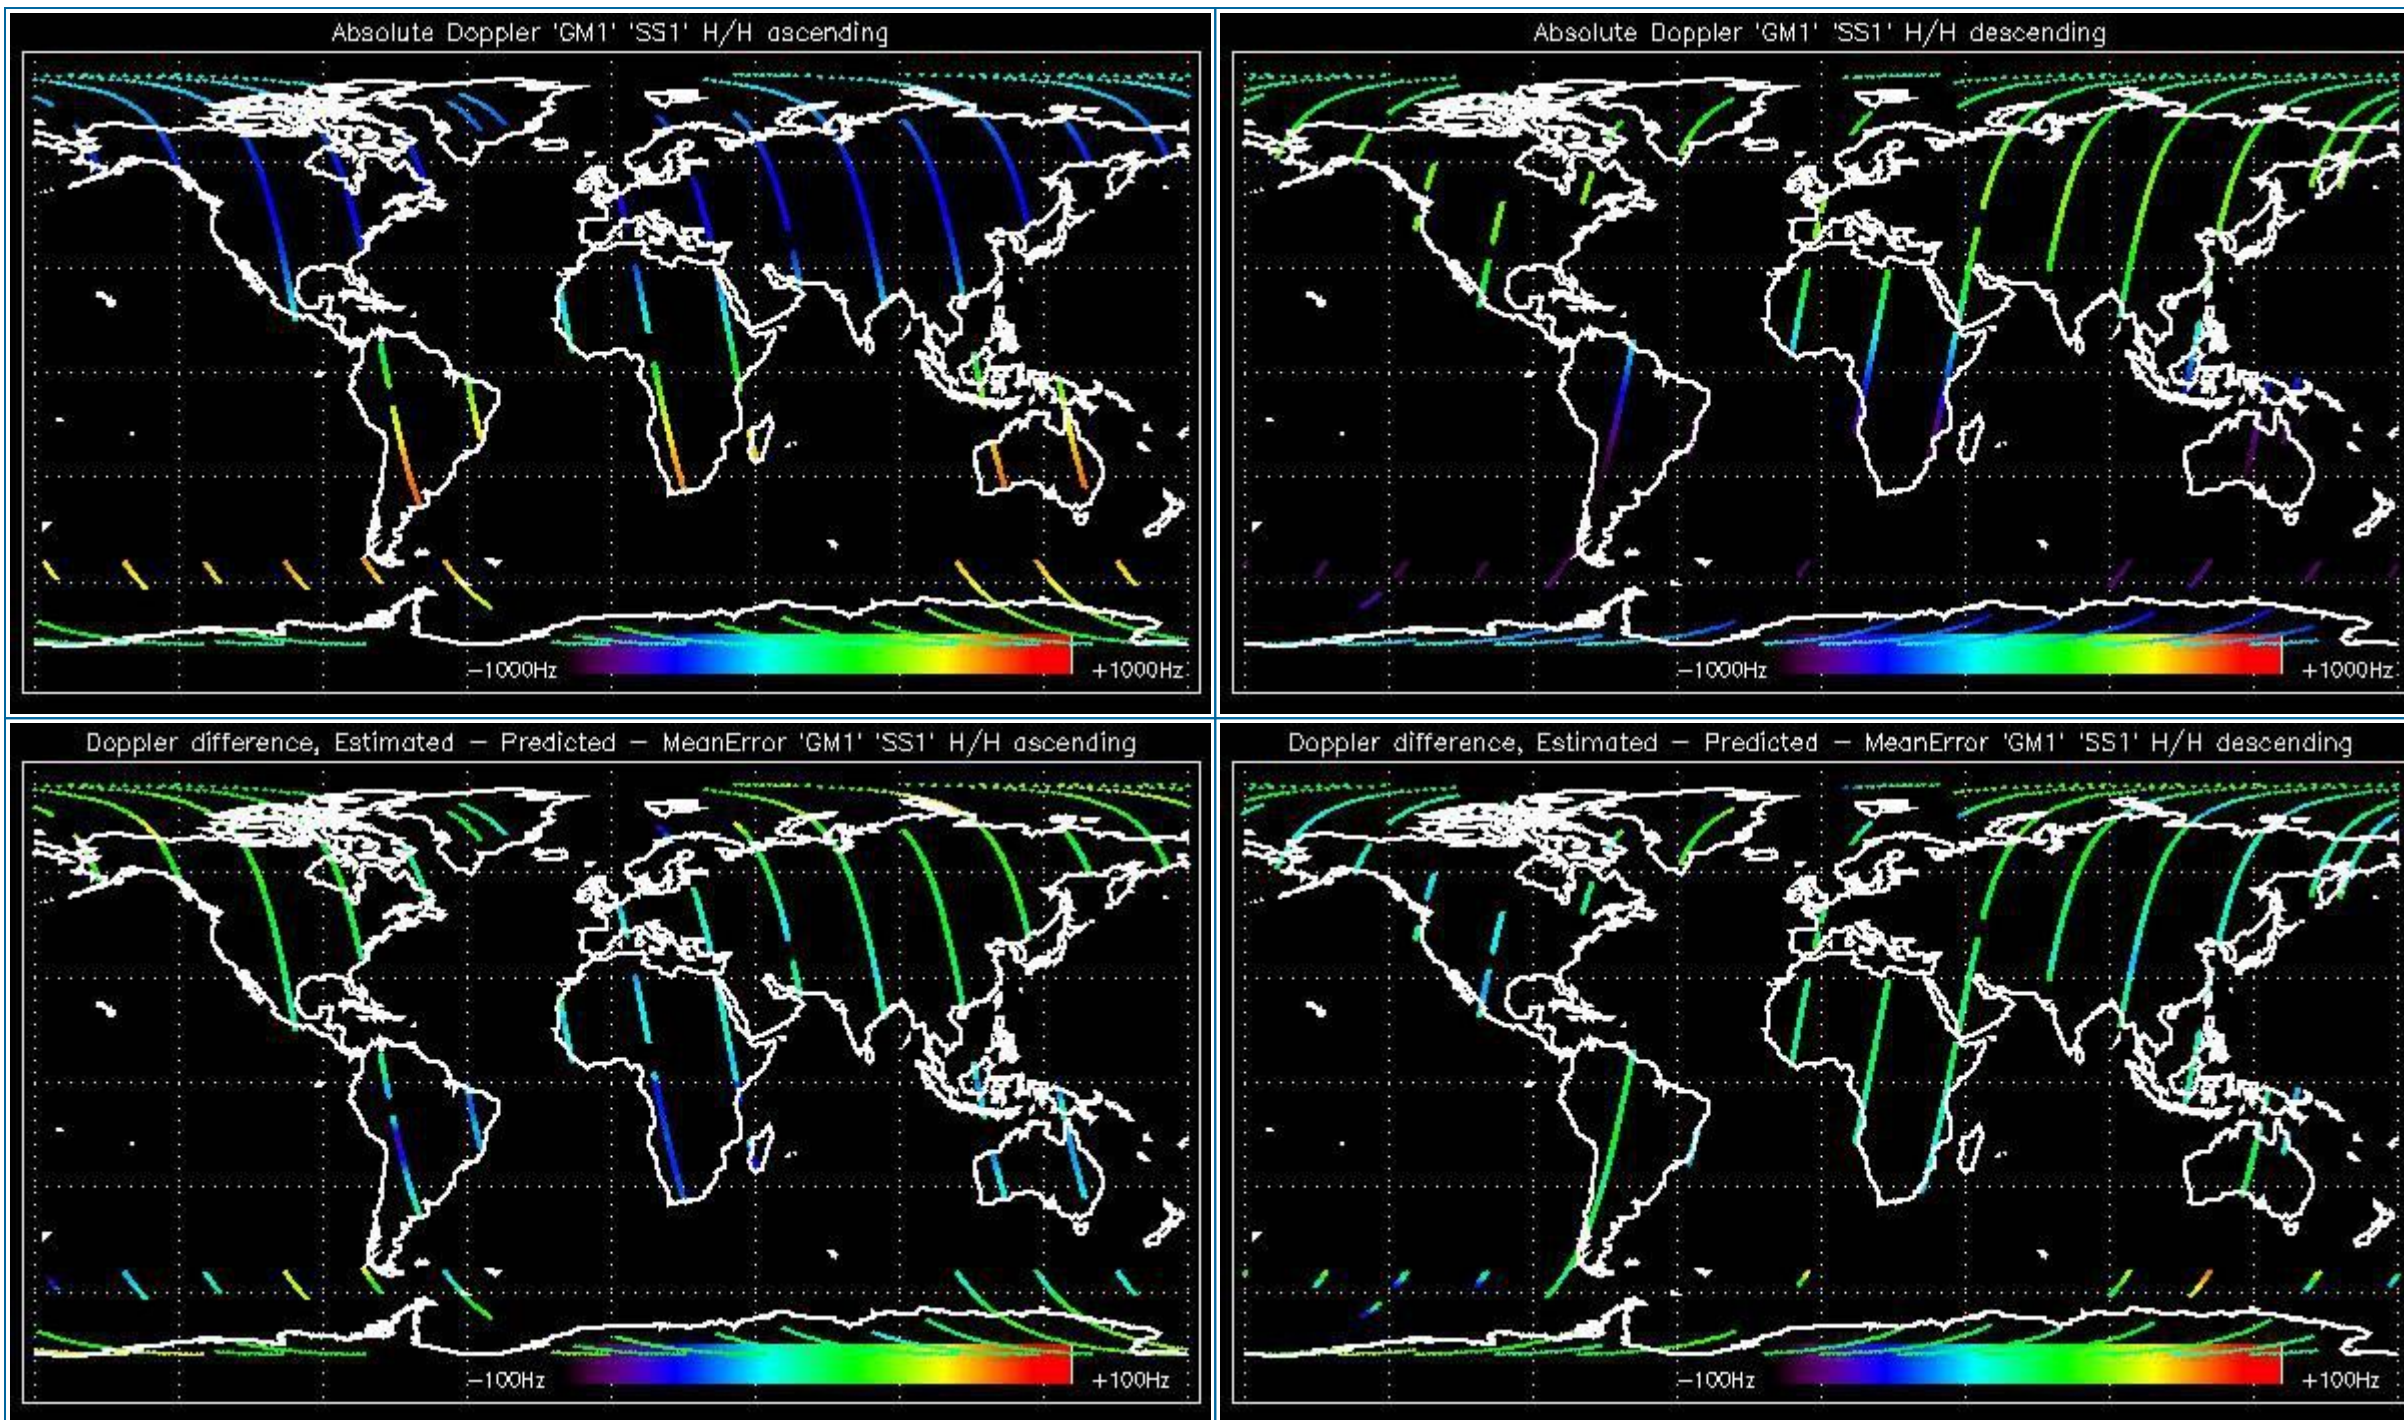 Absolute Doppler 'GM1' 'SS1' H/H ascending
-1000Hz
+1000Hz
Absolute Doppler 'GM1' 'SS1' H/H descending
-1000Hz
+1000Hz
Doppler difference, Estimated - Predicted - MeanError 'GM1' 'SS1' H/H ascending
-100Hz
+100Hz
Doppler difference, Estimated - Predicted - MeanError 'GM1' 'SS1' H/H descending
-100Hz
+100Hz